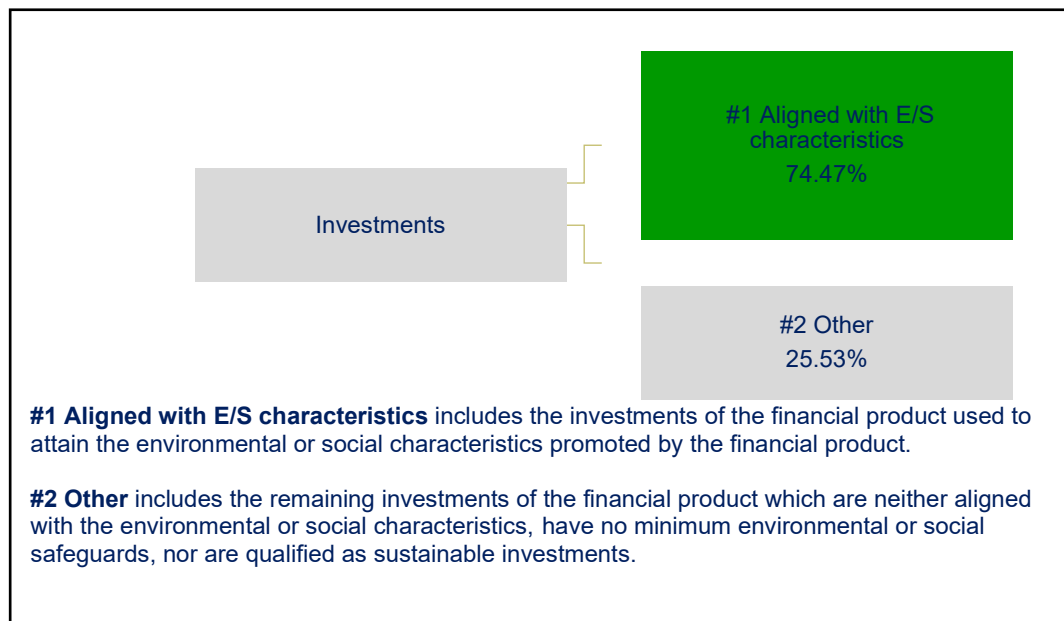 #1 Aligned with E/S
characteristics
74.47%
Investments
#2 Other
25.53%
#1 Aligned with E/S characteristics includes the investments of the financial product used to
attain the environmental or social characteristics promoted by the financial product.
#2 Other includes the remaining investments of the financial product which are neither aligned
with the environmental or social characteristics, have no minimum environmental or social
safeguards, nor are qualified as sustainable investments.